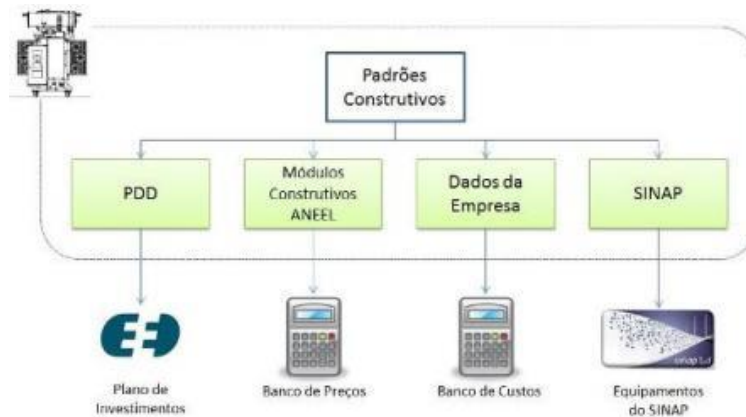 Padrões
Construtivos
PDD
Módulos
Construtivos
ANEEL
Dados da
Empresa
SINAP
Plano de
Investimentos
Banco de Preços
Banco de Custos
Equipamentos
do SINAP